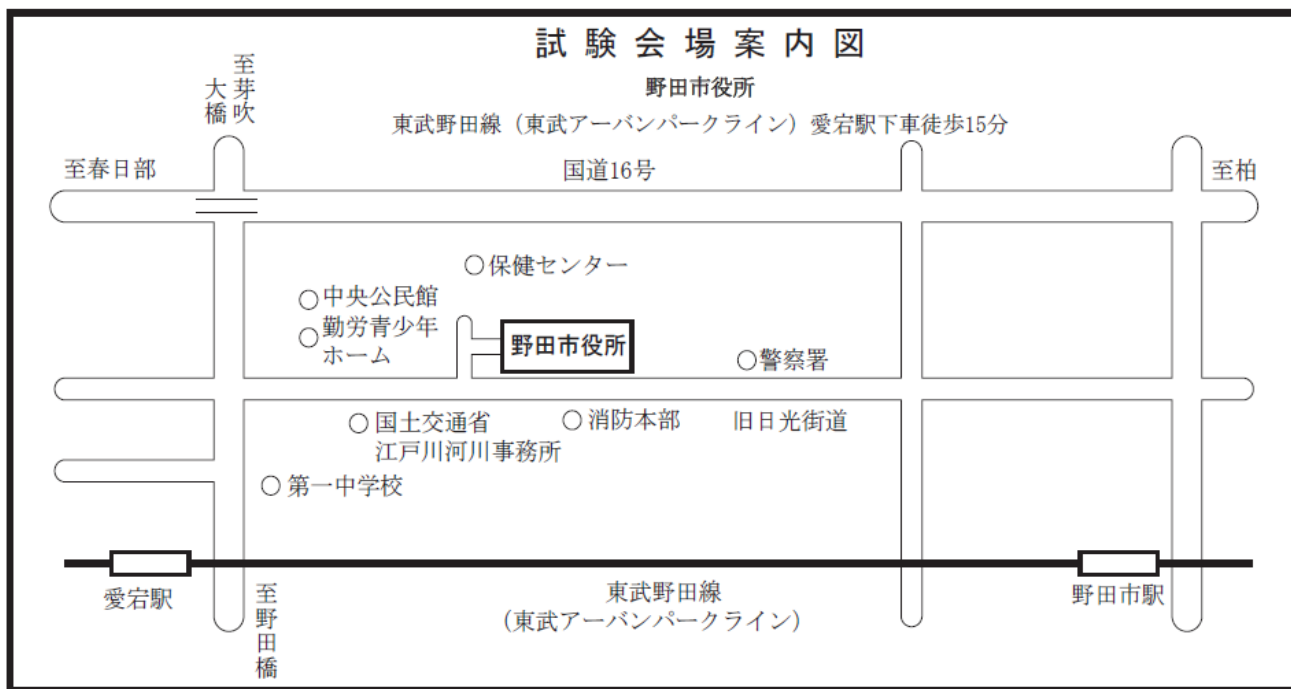 試験会場案内図
野田市役所
東武野田線（東武アーバンパークライン）愛宕駅下車徒歩15分
至芽吹
大橋
至春日部
国道16号
至柏
○保健センター
○中央公民館
○勤労青少年
ホーム
野田市役所
○警察署
○国土交通省
江戸川河川事務所
○消防本部
旧日光街道
○第一中学校
愛宕駅
至野田橋
東武野田線
（東武アーバンパークライン）
野田市駅